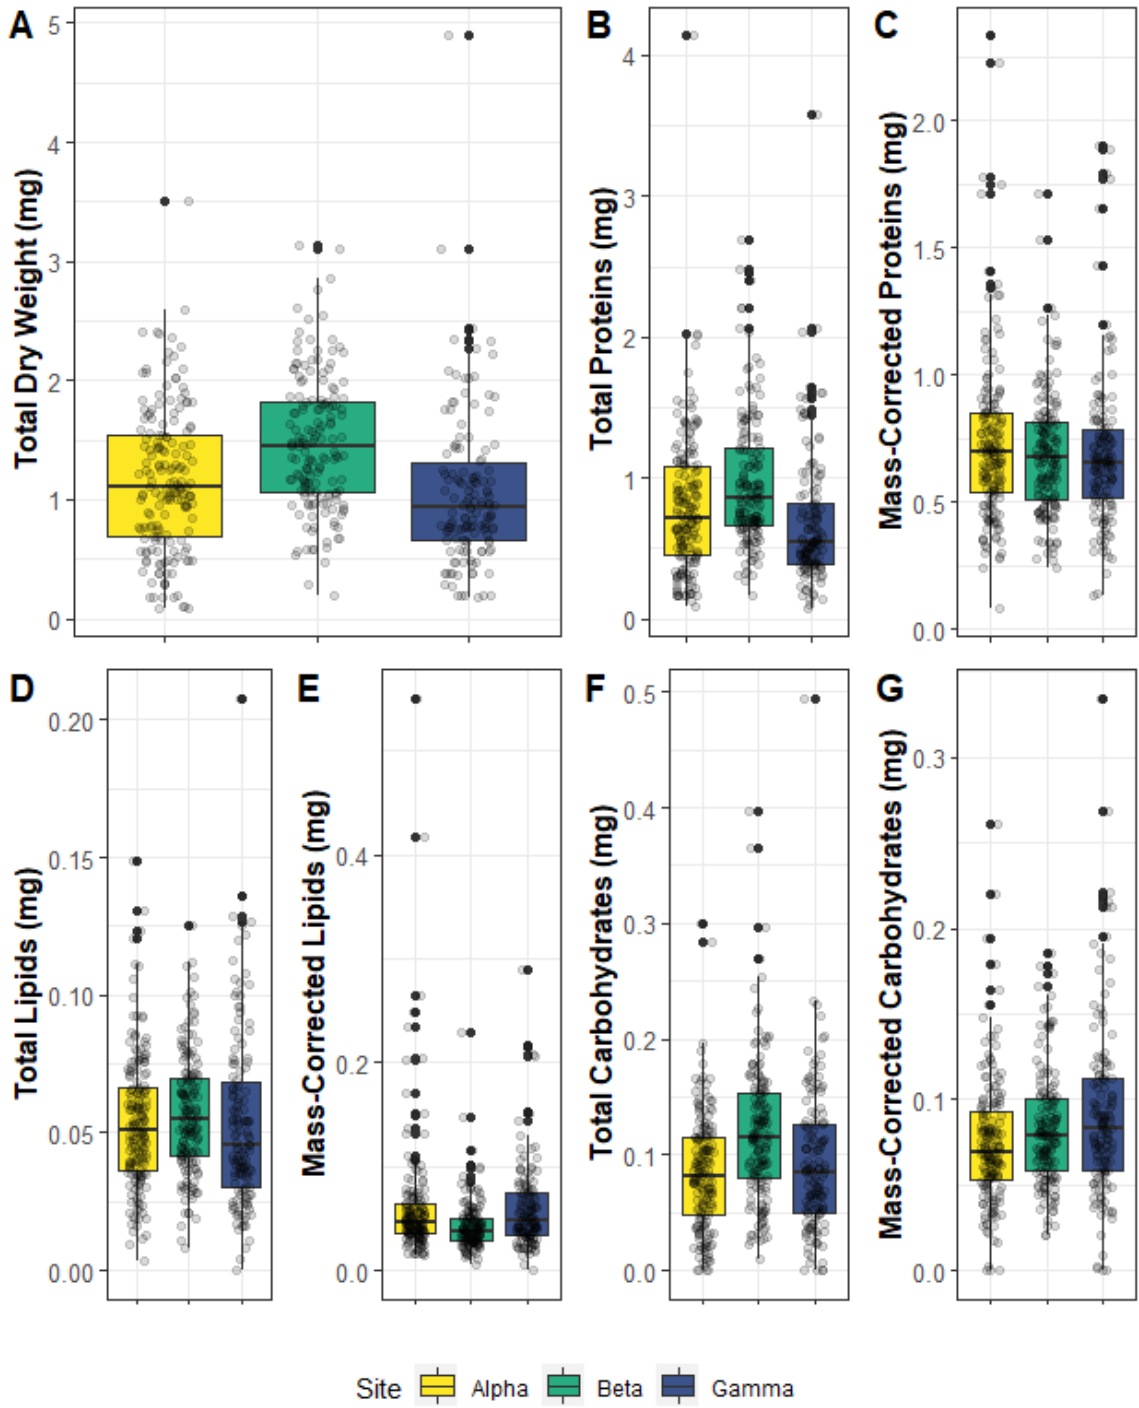 A
Total Dry Weight (mg)
5
4
3
2
1
0
B
Total Proteins (mg)
4
3
2
1
0
C
Mass-Corrected Proteins (mg)
2.0
1.5
1.0
0.5
0.0
D
Total Lipids (mg)
0.20
0.15
0.10
0.05
0.00
E
Mass-Corrected Lipids (mg)
0.4
0.2
0.0
F
Total Carbohydrates (mg)
0.5
0.4
0.3
0.2
0.1
0.0
G
Mass-Corrected Carbohydrates (mg)
0.3
0.2
0.1
0.0
Site Alpha Beta Gamma